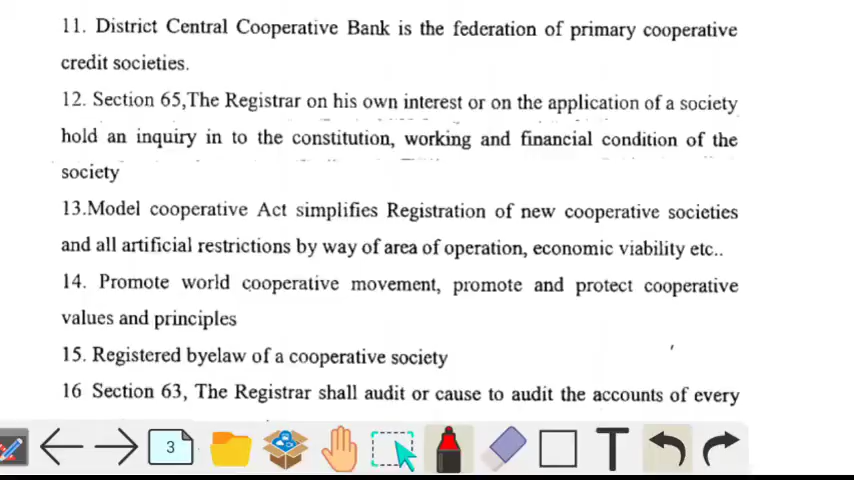 11. District Central Cooperative Bank is the federation of primary cooperative
credit societies.
12. Section 65,The Registrar on his own interest or on the application of a society
hold an inquiry in to the constitution, working and financial condition of the
society
13.Model cooperative Act simplifies Registration of new cooperative societies
and all artificial restrictions by way of area of operation, economic viability etc..
14. Promote world cooperative movement, promote and protect cooperative
values and principles
15. Registered byelaw of a cooperative society
16 Section 63, The Registrar shall audit or cause to audit the accounts of every
3
T